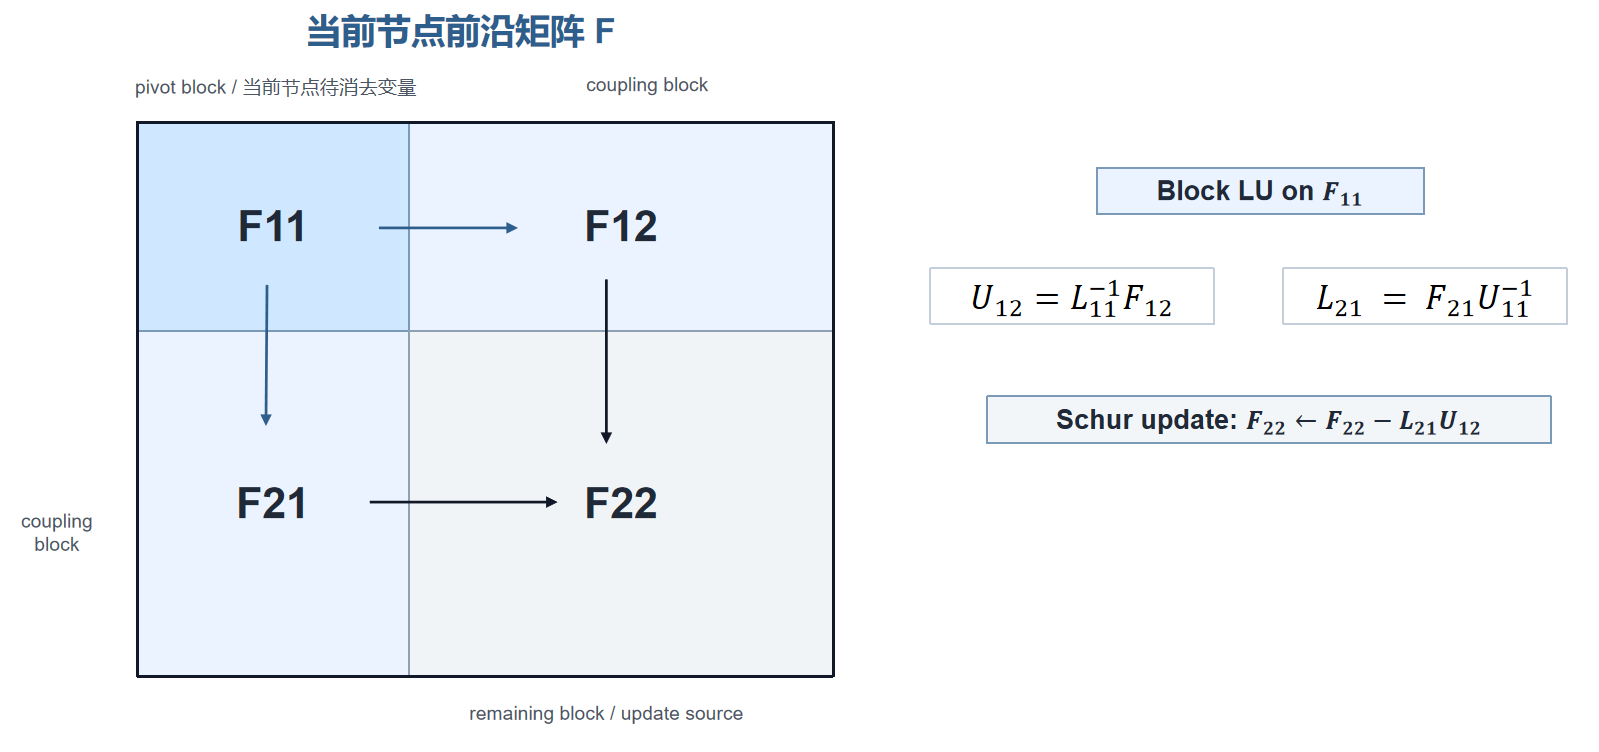 当前节点前沿矩阵 F
pivot block / 当前节点待消去变量
coupling block
F11
F12
F21
F22
coupling
block
remaining block / update source
Block LU on F₁₁
U₁₂ = L₁₁⁻¹F₁₂
L₂₁ = F₂₁U₁₁⁻¹
Schur update: F₂₂ ← F₂₂ − L₂₁U₁₂